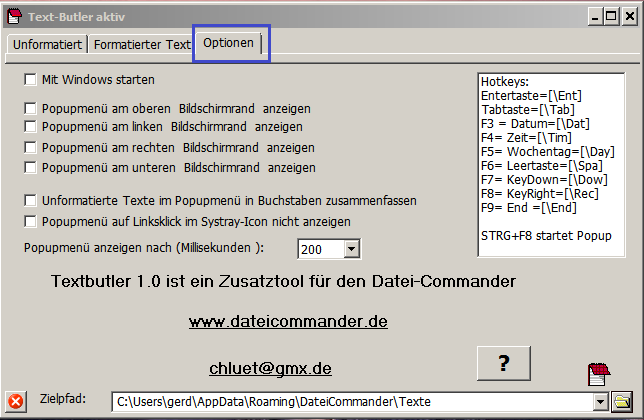 Text-Butler aktiv
Unformatiert
Formatierter Text
Optionen
Mit Windows starten
Popupmenü am oberen Bildschirmrand anzeigen
Popupmenü am linken Bildschirmrand anzeigen
Popupmenü am rechten Bildschirmrand anzeigen
Popupmenü am unteren Bildschirmrand anzeigen
Unformatierte Texte im Popupmenü in Buchstaben zusammenfassen
Popupmenü auf Linksklick im Systray-Icon nicht anzeigen
Popupmenü anzeigen nach (Millisekunden ):
200
Hotkeys:
Entertaste=[\Ent]
Tabtaste=[\Tab]
F3 = Datum=[\Dat]
F4= Zeit=[\Tim]
F5= Wochentag=[\Day]
F6= Leertaste=[\Spa]
F7= KeyDown=[\Dow]
F8= KeyRight=[\Rec]
F9= End =[\End]
STRG+F8 startet Popup
Textbutler 1.0 ist ein Zusatztool für den Datei-Commander
www.dateicommander.de
chluet@gmx.de
?
Zielpfad:
C:\Users\gerd\AppData\Roaming\DateiCommander\Texte